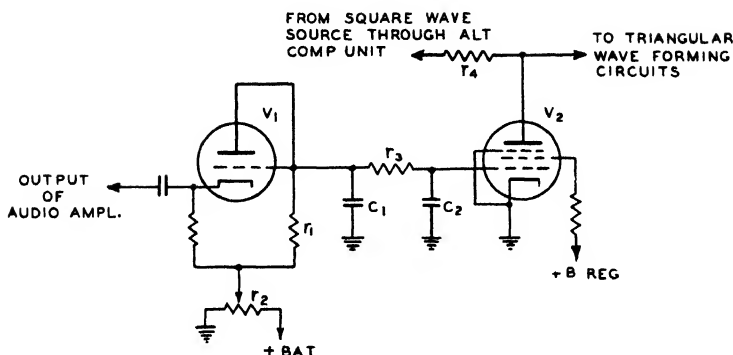 FROM SQUARE WAVE
SOURCE THROUGH ALT
COMP UNIT
r4
TO TRIANGULAR
WAVE FORMING
CIRCUITS
V1
V2
OUTPUT
OF
AUDIO AMPL.
r3
r1
C1
C2
r2
+B REG
+BAT